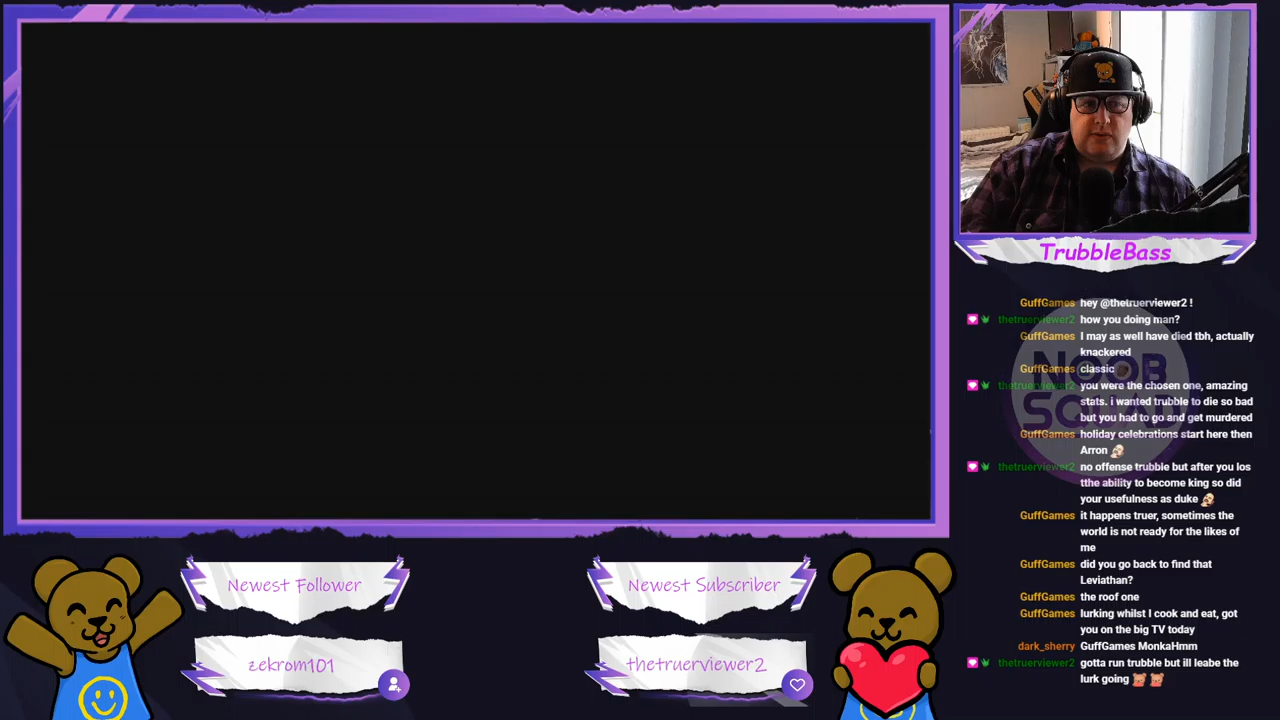 TrubbleBass
GuffGames hey @thetruerviewer2 !
thetruerviewer2 how you doing man?
GuffGames I may as well have died tbh, actually
knackered
GuffGames classic
thetruerviewer2 you were the chosen one, amazing
stats. i wanted trubble to die so bad
but you had to go and get murdered
GuffGames holiday celebrations start here then
Arron
thetruerviewer2 no offense trubble but after you los
tthe ability to become king so did
your usefulness as duke
GuffGames it happens truer, sometimes the
world is not ready for the likes of
me
GuffGames did you go back to find that
Leviathan?
GuffGames the roof one
GuffGames lurking whilst I cook and eat, got
you on the big TV today
dark_sherry GuffGames MonkaHmm
thetruerviewer2 gotta run trubble but ill leabe the
lurk going
NOOB
SQUAD
Newest Follower
zekrom101
Newest Subscriber
thetruerviewer2